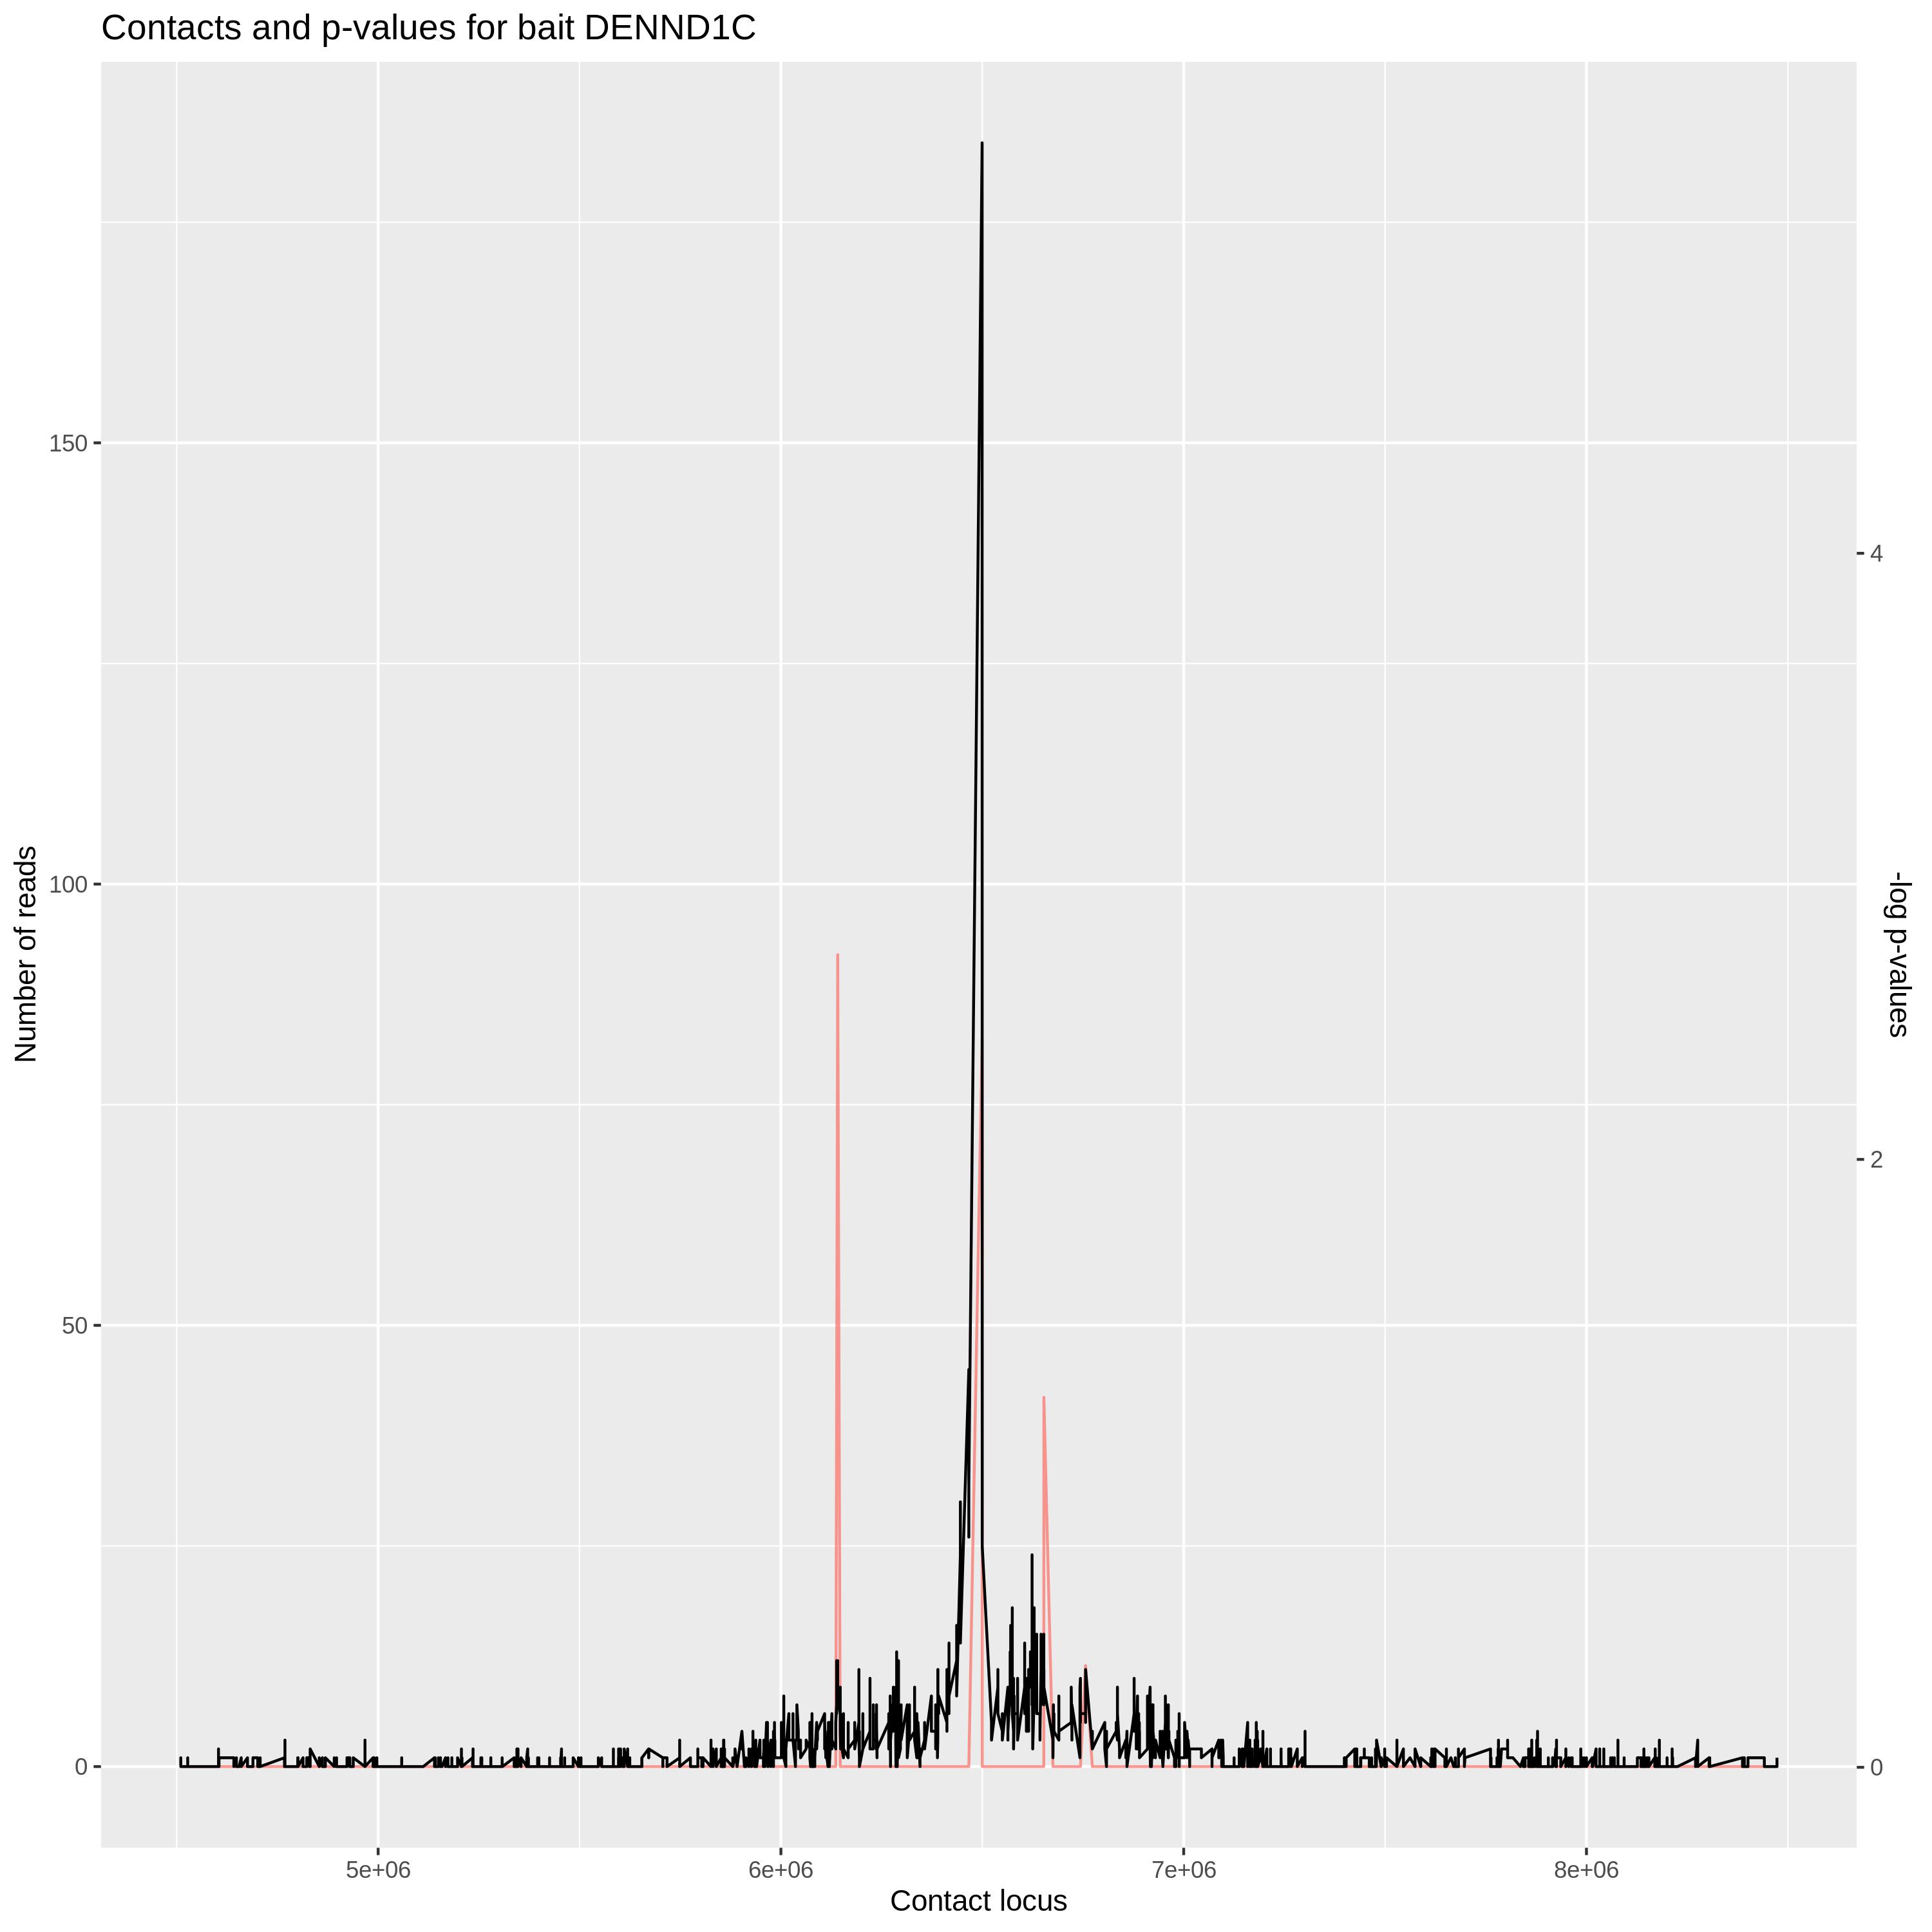 Contacts and p-values for bait DENND1C
150
100
50
0
Number of reads
4
2
0
-log p-values
5e+06
6e+06
7e+06
8e+06
Contact locus